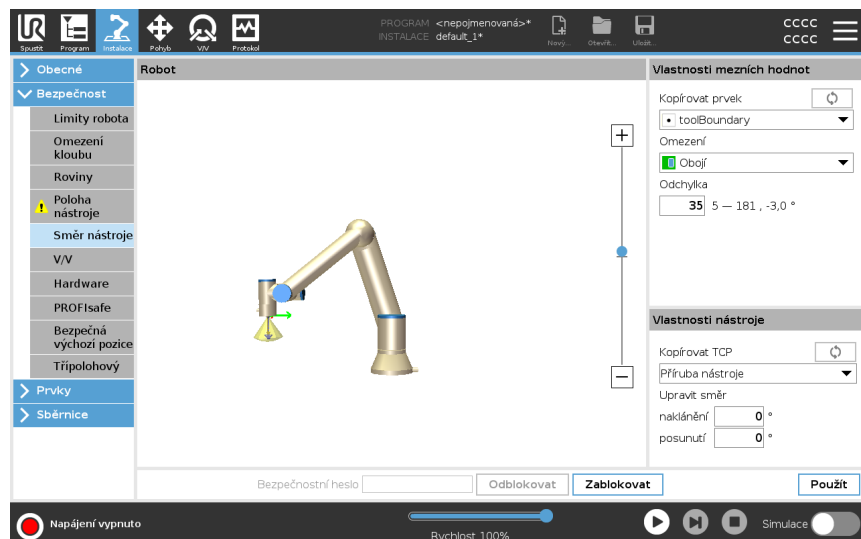 PROGRAM <nepojmenovaná>*
INSTALACE default_1*
Spustit
Program
Instalace
Pohyb
V/V
Protokol
Nový...
Otevřít...
Uložit...
CCCC
CCCC
Obecné
Bezpečnost
Limity robota
Omezení
kloubu
Roviny
Poloha
nástroje
Směr nástroje
V/V
Hardware
PROFIsafe
Bezpečná
výchozí pozice
Třípolohový
Prvky
Sběrnice
Robot
Vlastnosti mezních hodnot
Kopírovat prvek
toolBoundary
Omezení
Obojí
Odchylka
35 5 — 181 , -3,0 °
Vlastnosti nástroje
Kopírovat TCP
Příruba nástroje
Upravit směr
naklánění 0 °
posunutí 0 °
Bezpečnostní heslo
Odblokovat
Zablokovat
Použít
Napájení vypnuto
Rychlost 100%
Simulace